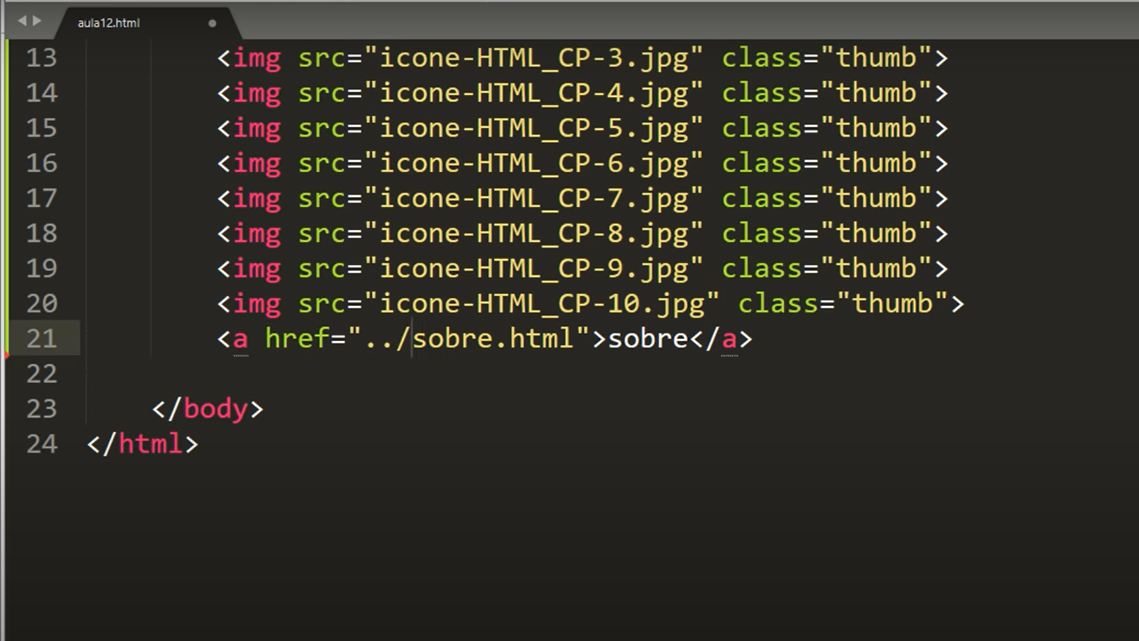 aula12.html
13 <img src="icone-HTML_CP-3.jpg" class="thumb">
14 <img src="icone-HTML_CP-4.jpg" class="thumb">
15 <img src="icone-HTML_CP-5.jpg" class="thumb">
16 <img src="icone-HTML_CP-6.jpg" class="thumb">
17 <img src="icone-HTML_CP-7.jpg" class="thumb">
18 <img src="icone-HTML_CP-8.jpg" class="thumb">
19 <img src="icone-HTML_CP-9.jpg" class="thumb">
20 <img src="icone-HTML_CP-10.jpg" class="thumb">
21 <a href="../sobre.html">sobre</a>
22
23 </body>
24 </html>